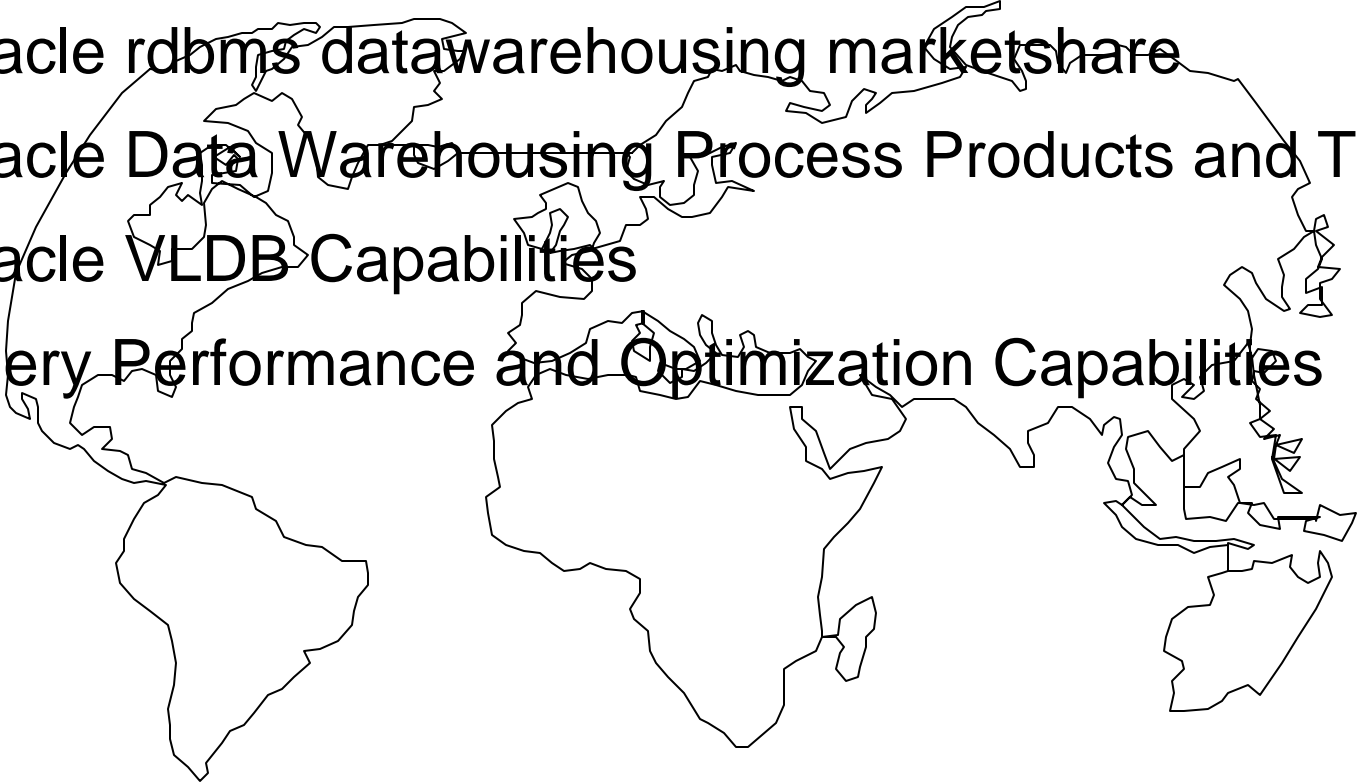 acle rdbms datawarehousing marketshare
acle Data Warehousing Process Products and T
acle VLDB Capabilities
ery Performance and Optimization Capabilities